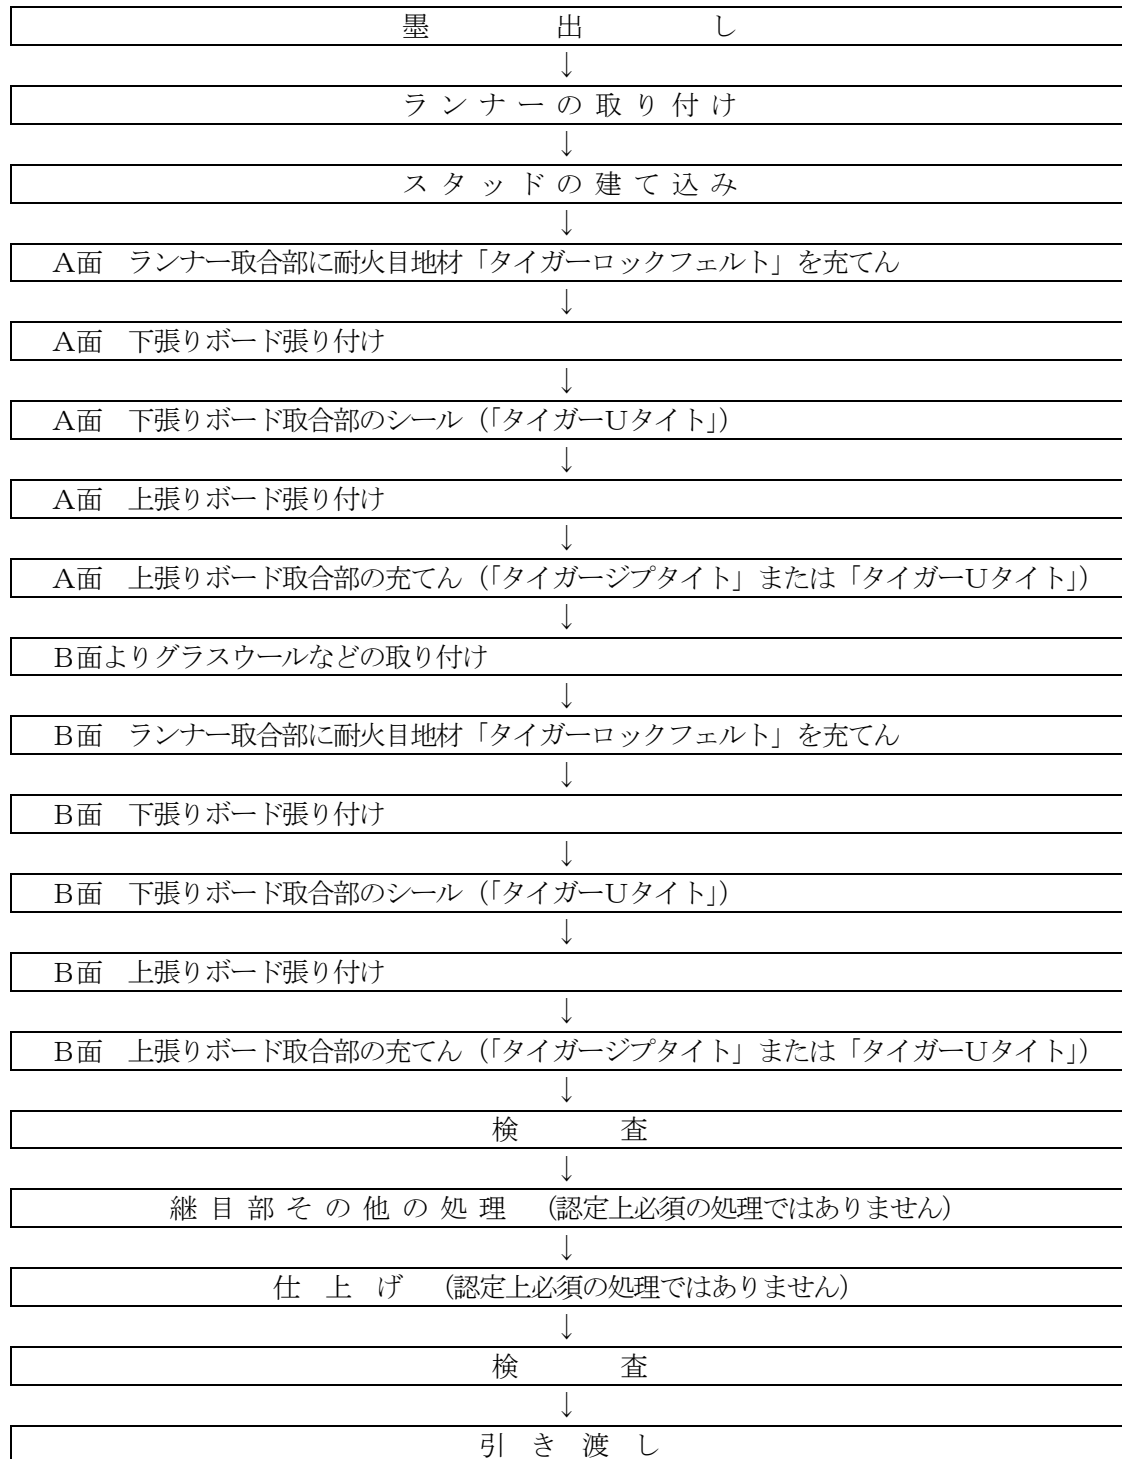 墨出し
↓
ランナーの取り付け
↓
スタッドの建て込み
↓
A面　ランナー取合部に耐火目地材「タイガーロックフェルト」を充てん
↓
A面　下張りボード張り付け
↓
A面　下張りボード取合部のシール（「タイガーUタイト」）
↓
A面　上張りボード張り付け
↓
A面　上張りボード取合部の充てん（「タイガージプタイト」または「タイガーUタイト」）
↓
B面よりグラスウールなどの取り付け
↓
B面　ランナー取合部に耐火目地材「タイガーロックフェルト」を充てん
↓
B面　下張りボード張り付け
↓
B面　下張りボード取合部のシール（「タイガーUタイト」）
↓
B面　上張りボード張り付け
↓
B面　上張りボード取合部の充てん（「タイガージプタイト」または「タイガーUタイト」）
↓
検査
↓
継目部その他の処理　（認定上必須の処理ではありません）
↓
仕上げ　（認定上必須の処理ではありません）
↓
検査
↓
引き渡し